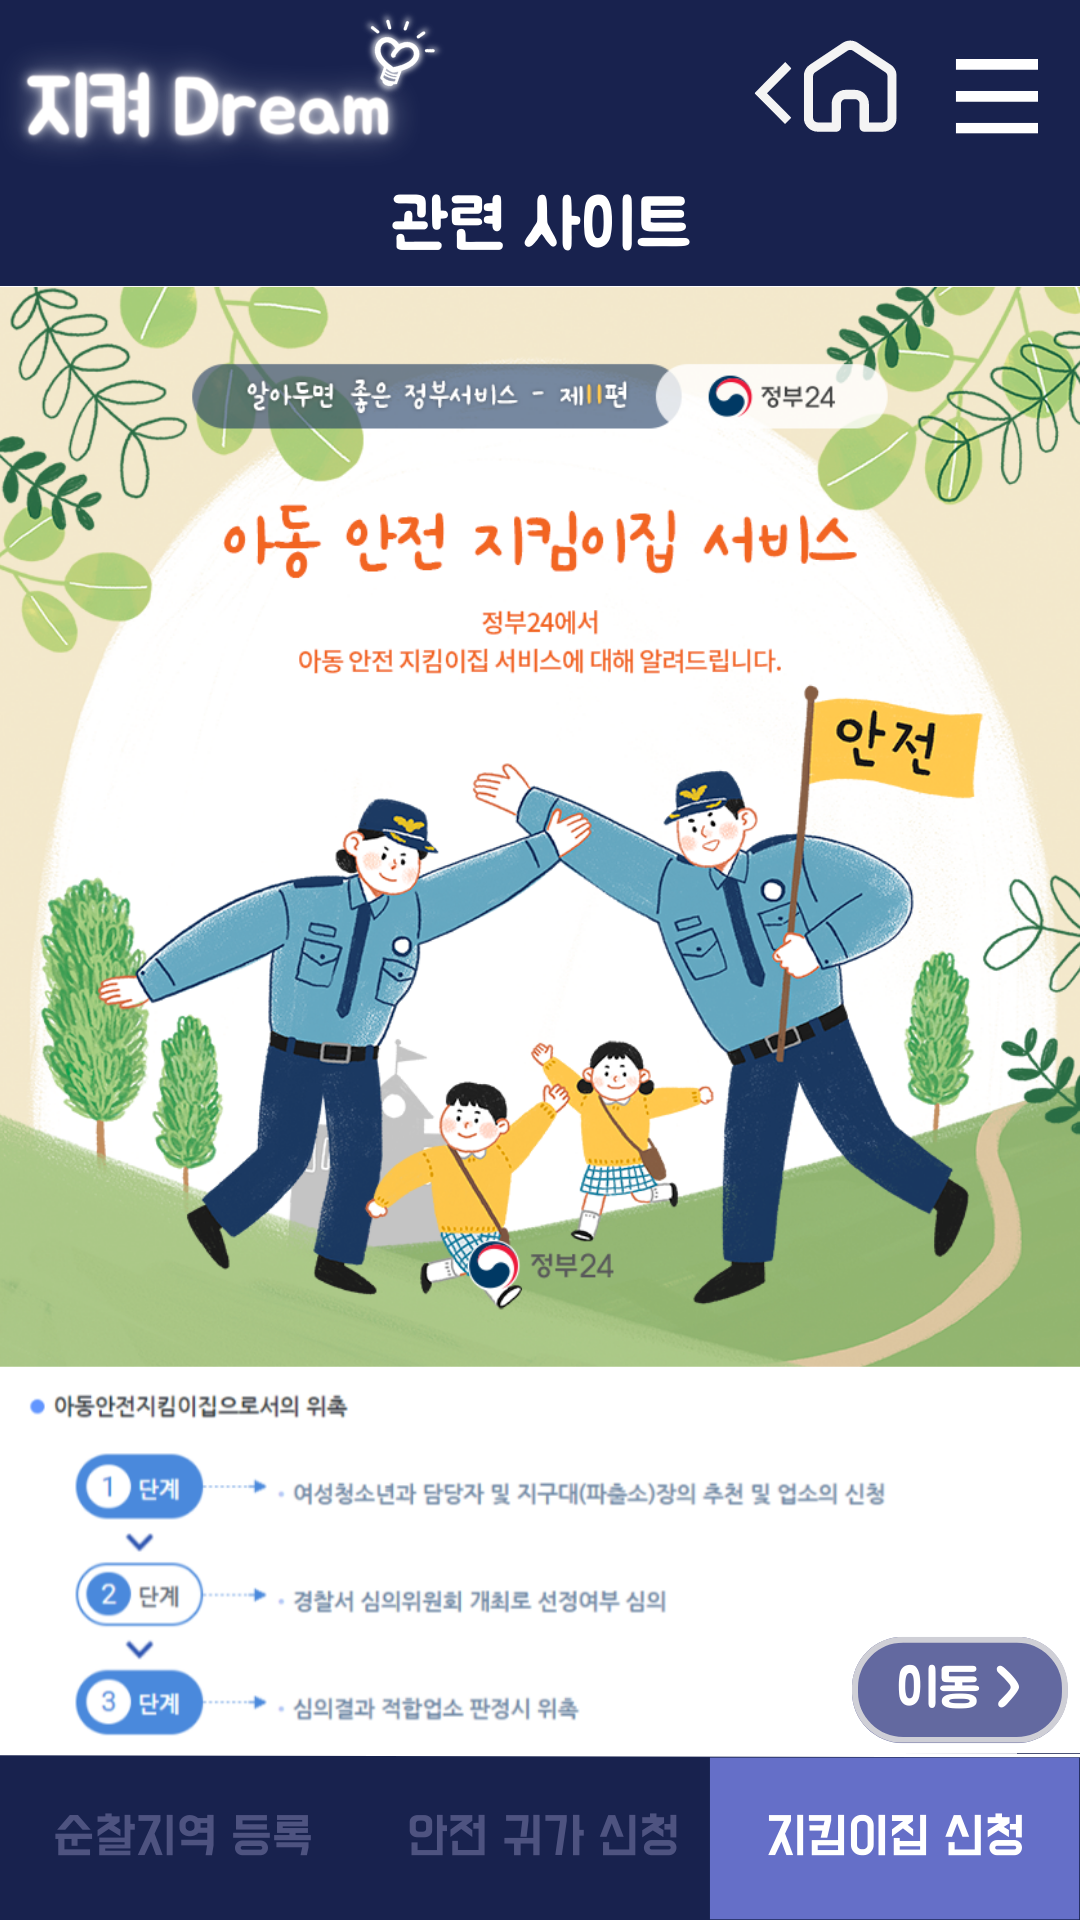 지켜 Dream
관련 사이트
알아두면 좋은 정부서비스 - 제11편
정부24
아동 안전 지킴이집 서비스
정부24에서
아동 안전 지킴이집 서비스에 대해 알려드립니다.
안전
정부24
아동안전지킴이집으로서의 위촉
1 단계
· 여성청소년과 담당자 및 지구대(파출소)장의 추천 및 업소의 신청
2 단계
· 경찰서 심의위원회 개최로 선정여부 심의
3 단계
· 심의결과 적합업소 판정시 위촉
이동 >
순찰지역 등록
안전 귀가 신청
지킴이집 신청